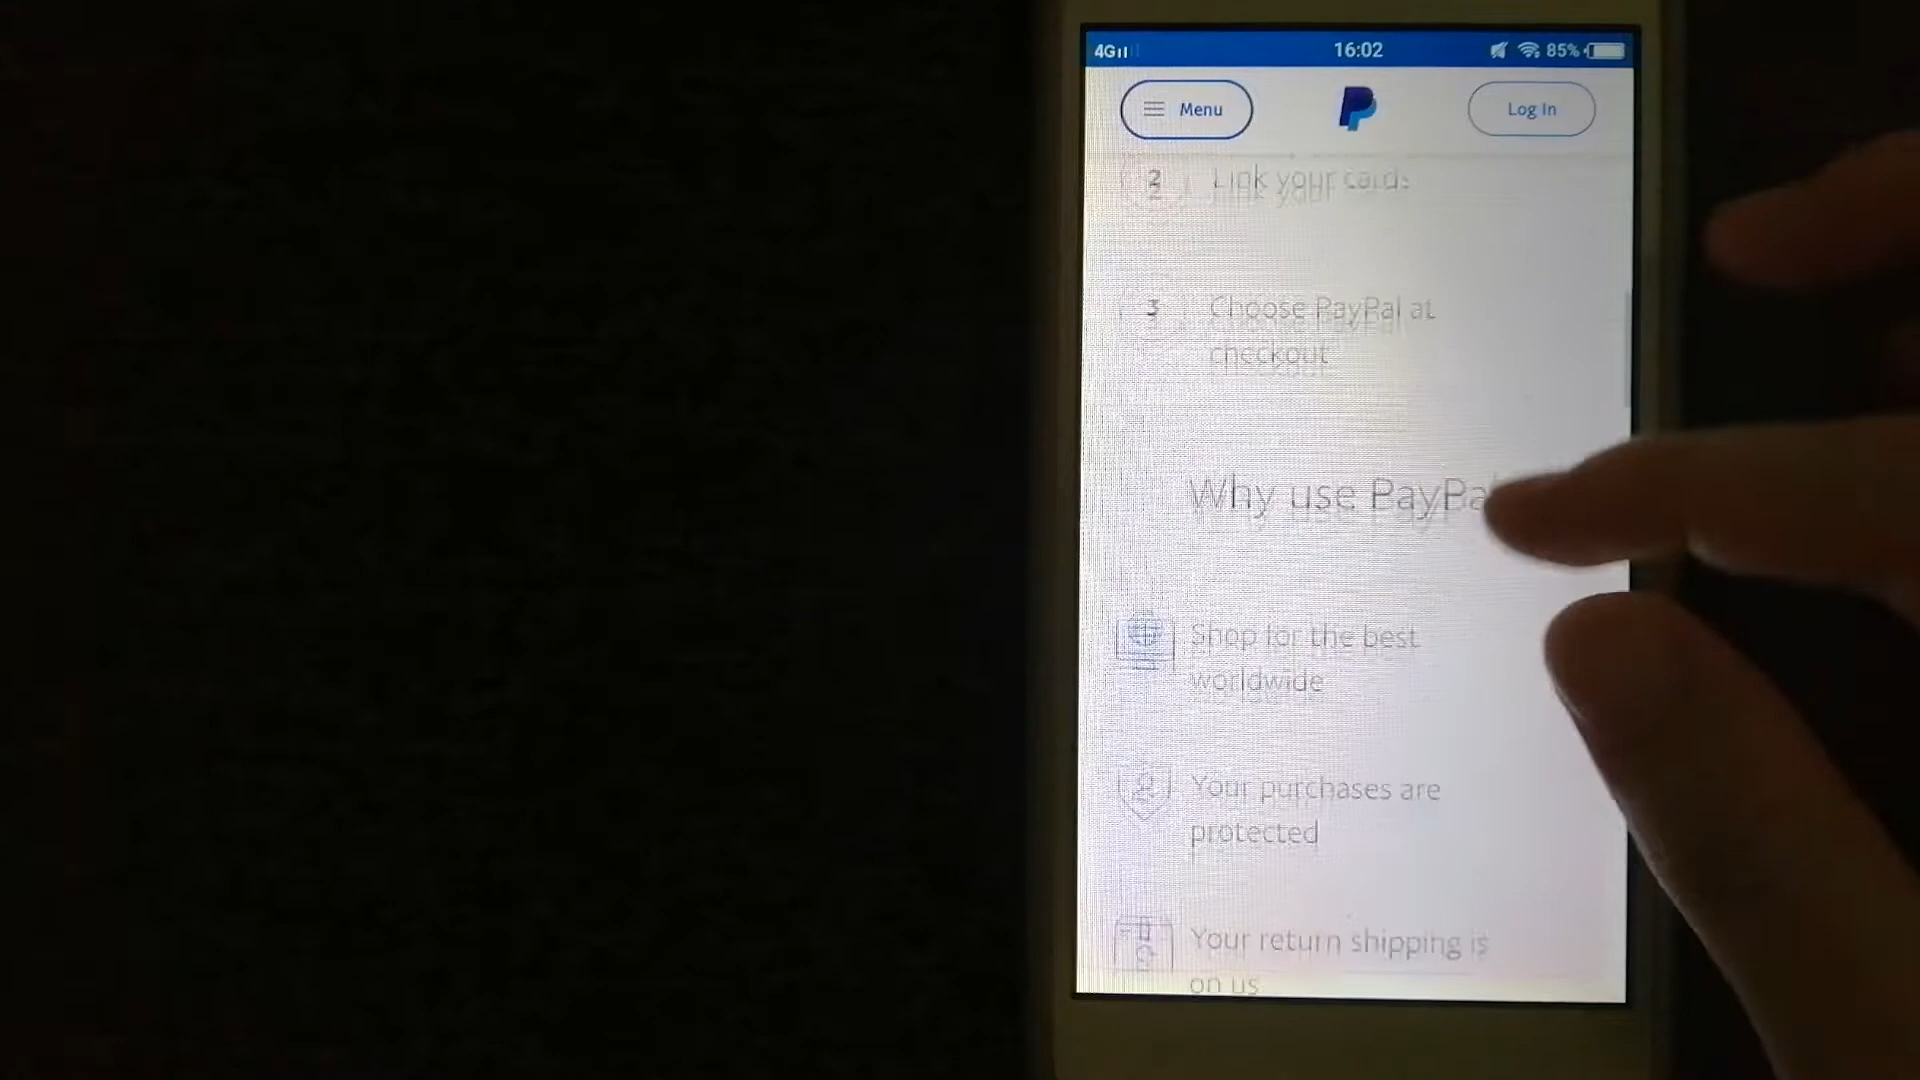 4G 16:02 85%
Menu Log In
2 Link your cards
3 Choose PayPal at
checkout
Why use PayPa
Shop for the best
worldwide
Your purchases are
protected
Your return shipping is
on us